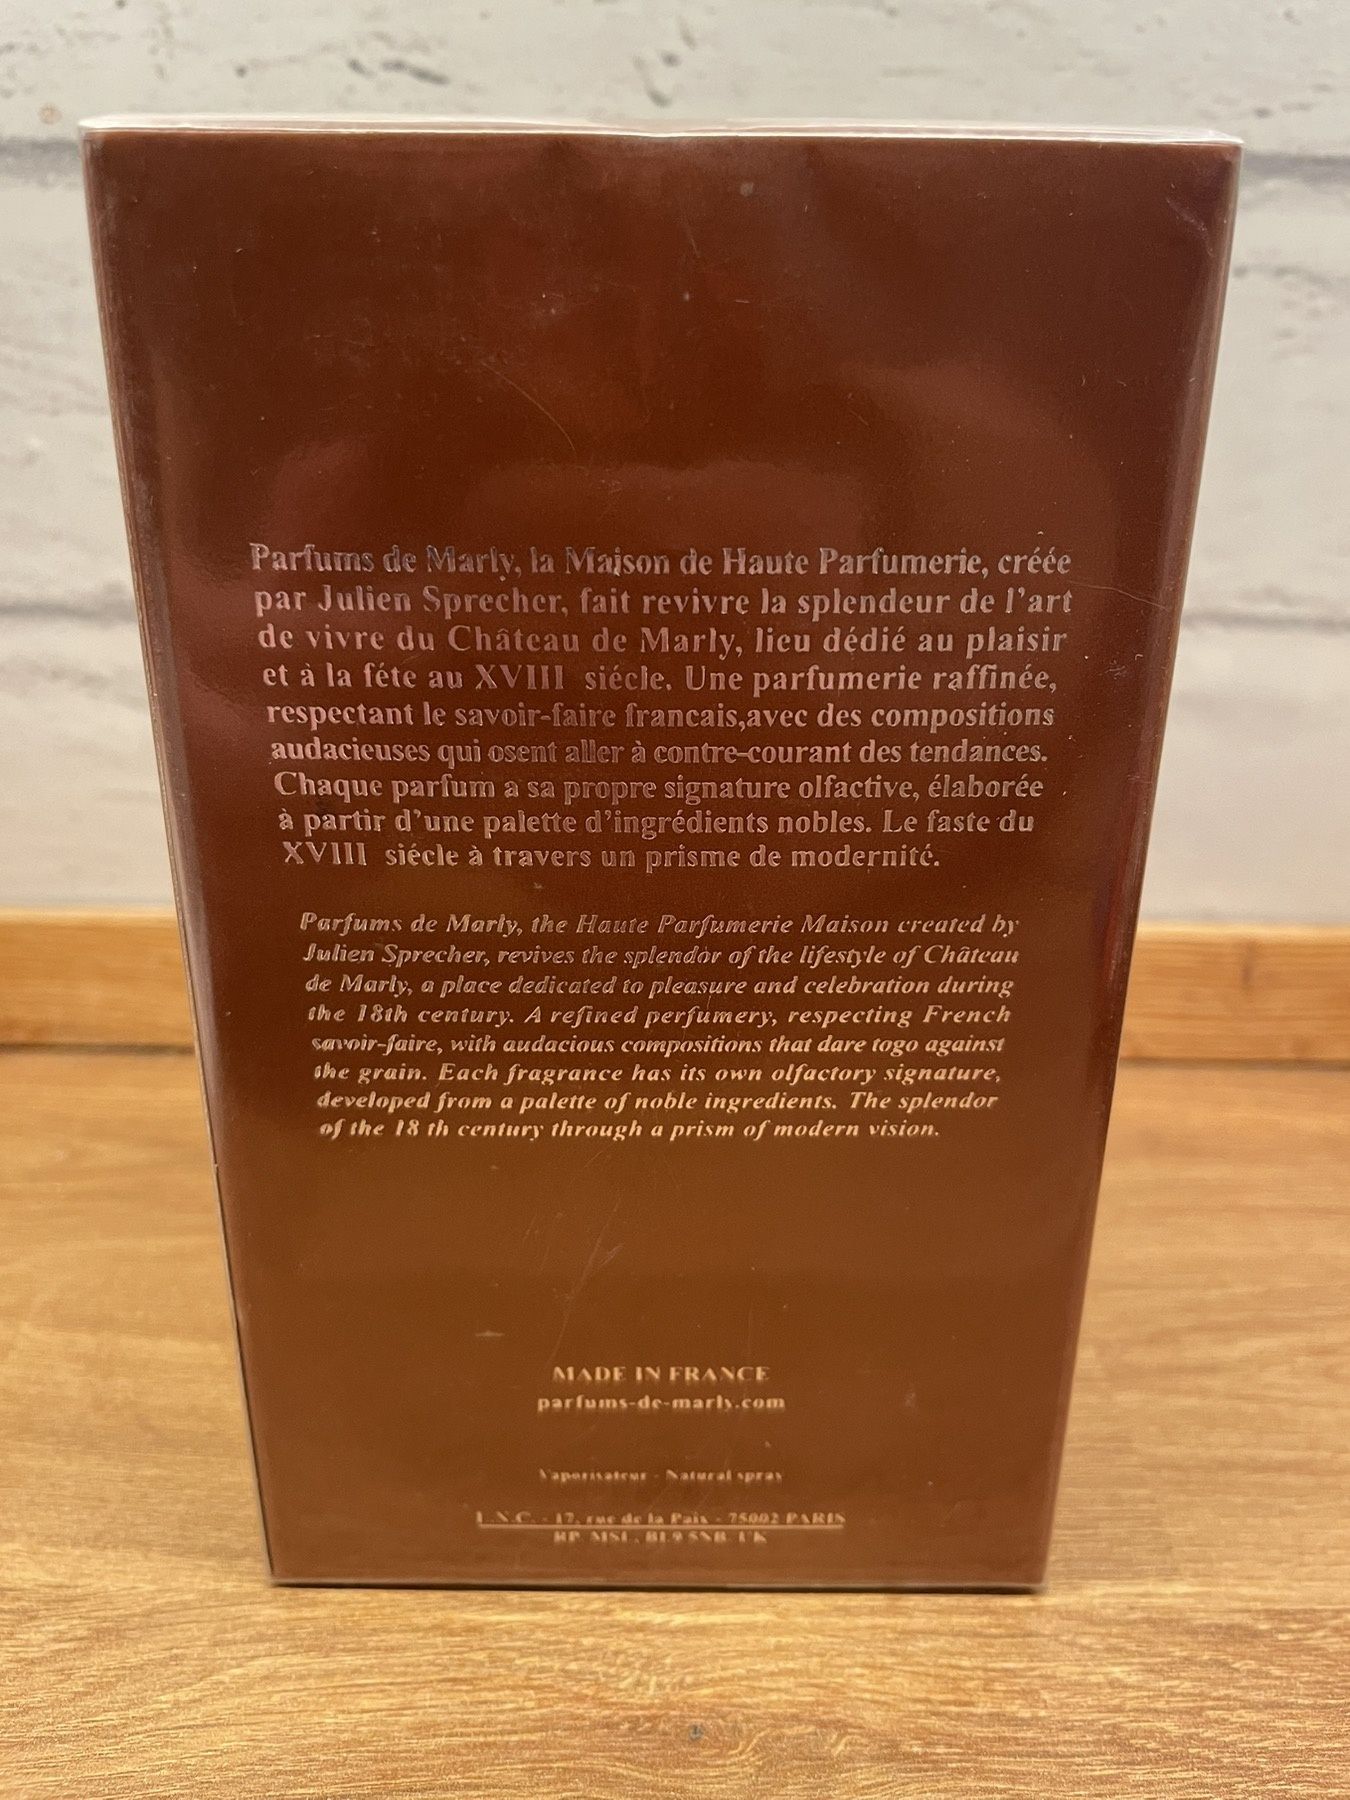 Parfums de Marly, la Maison de Haute Parfumerie, créée
par Julien Sprecher, fait revivre la splendeur de l'art
de vivre du Château de Marly, lieu dédié au plaisir
et à la féte au XVIII siécle. Une parfumerie raffinée,
respectant le savoir-faire francais,avec des compositions
audacieuses qui osent aller à contre-courant des tendances.
Chaque parfum a sa propre signature olfactive, élaborée
à partir d'une palette d'ingrédients nobles. Le faste du
XVIII siécle à travers un prisme de modernité.
Parfums de Marly, the Haute Parfumerie Maison created by
Julien Sprecher, revives the splendor of the lifestyle of Château
de Marly, a place dedicated to pleasure and celebration during
the 18th century. A refined perfumery, respecting French
savoir-faire, with audacious compositions that dare togo against
the grain. Each fragrance has its own olfactory signature,
developed from a palette of noble ingredients. The splendor
of the 18 th century through a prism of modern vision.
MADE IN FRANCE
parfums-de-marly.com
Vaporisateur - Natural spray
L.N.C. - 17, rue de la Paix - 75002 PARIS
RP. MSL, BL9 5NB. UK